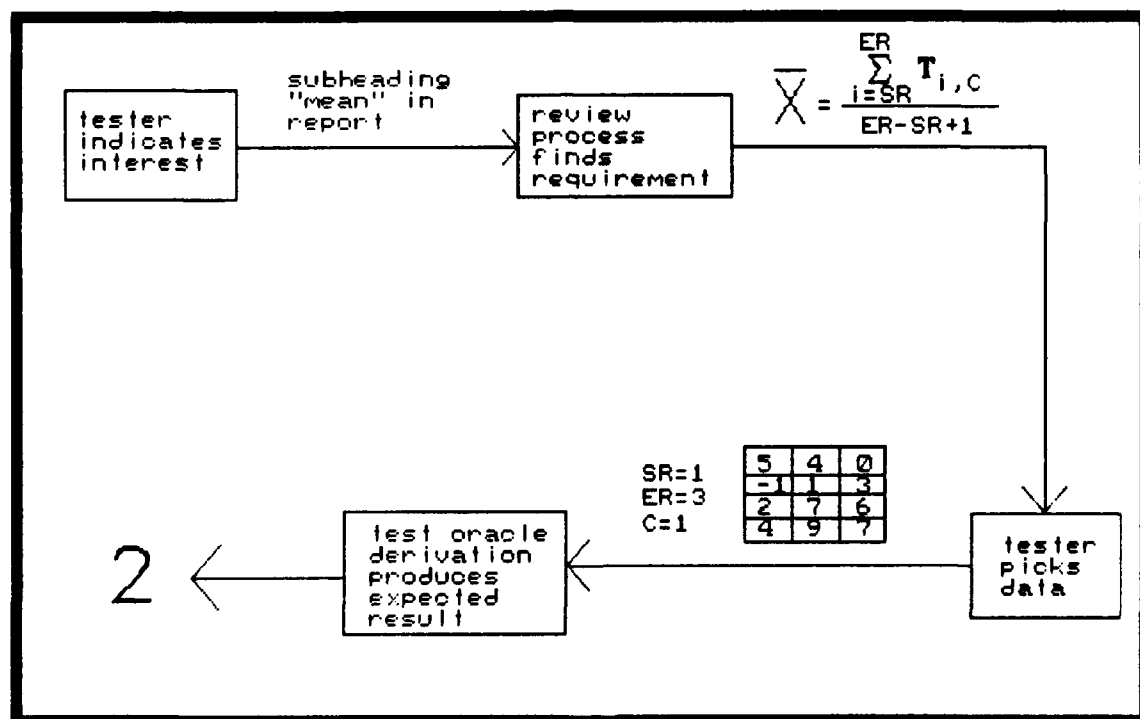 tester
indicates
interest
subheading
"mean" in
report
review
process
finds
requirement
X̅ = ER ∑ i=SR T i,C
ER-SR+1
SR=1
ER=3
C=1
5 4 0
-1 1 3
2 7 6
4 9 7
tester
picks
data
test oracle
derivation
produces
expected
result
2